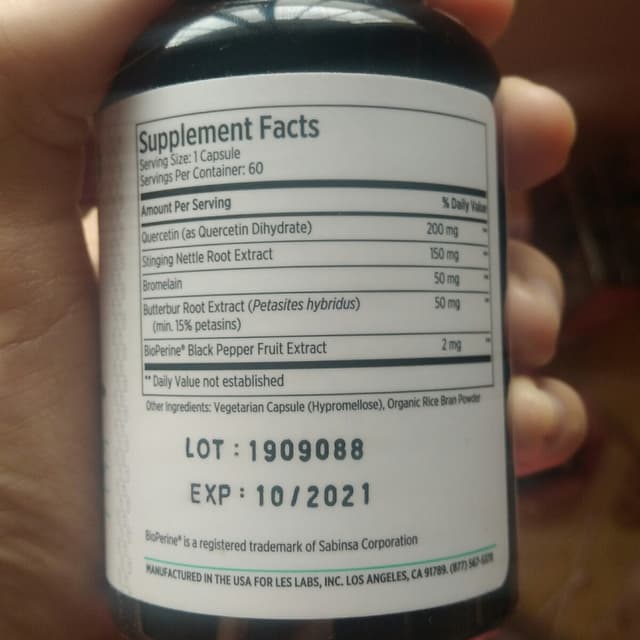 Supplement Facts
Serving Size: 1 Capsule
Servings Per Container: 60
Amount Per Serving % Daily Value
Quercetin (as Quercetin Dihydrate) 200 mg **
Stinging Nettle Root Extract 150 mg **
Bromelain 50 mg **
Butterbur Root Extract (Petasites hybridus) 50 mg **
(min. 15% petasins)
BioPerine® Black Pepper Fruit Extract 2 mg **
** Daily Value not established
Other Ingredients: Vegetarian Capsule (Hypromellose), Organic Rice Bran Powder
LOT : 1909088
EXP : 10/2021
BioPerine® is a registered trademark of Sabinsa Corporation
MANUFACTURED IN THE USA FOR LES LABS, INC. LOS ANGELES, CA 91789. (877)